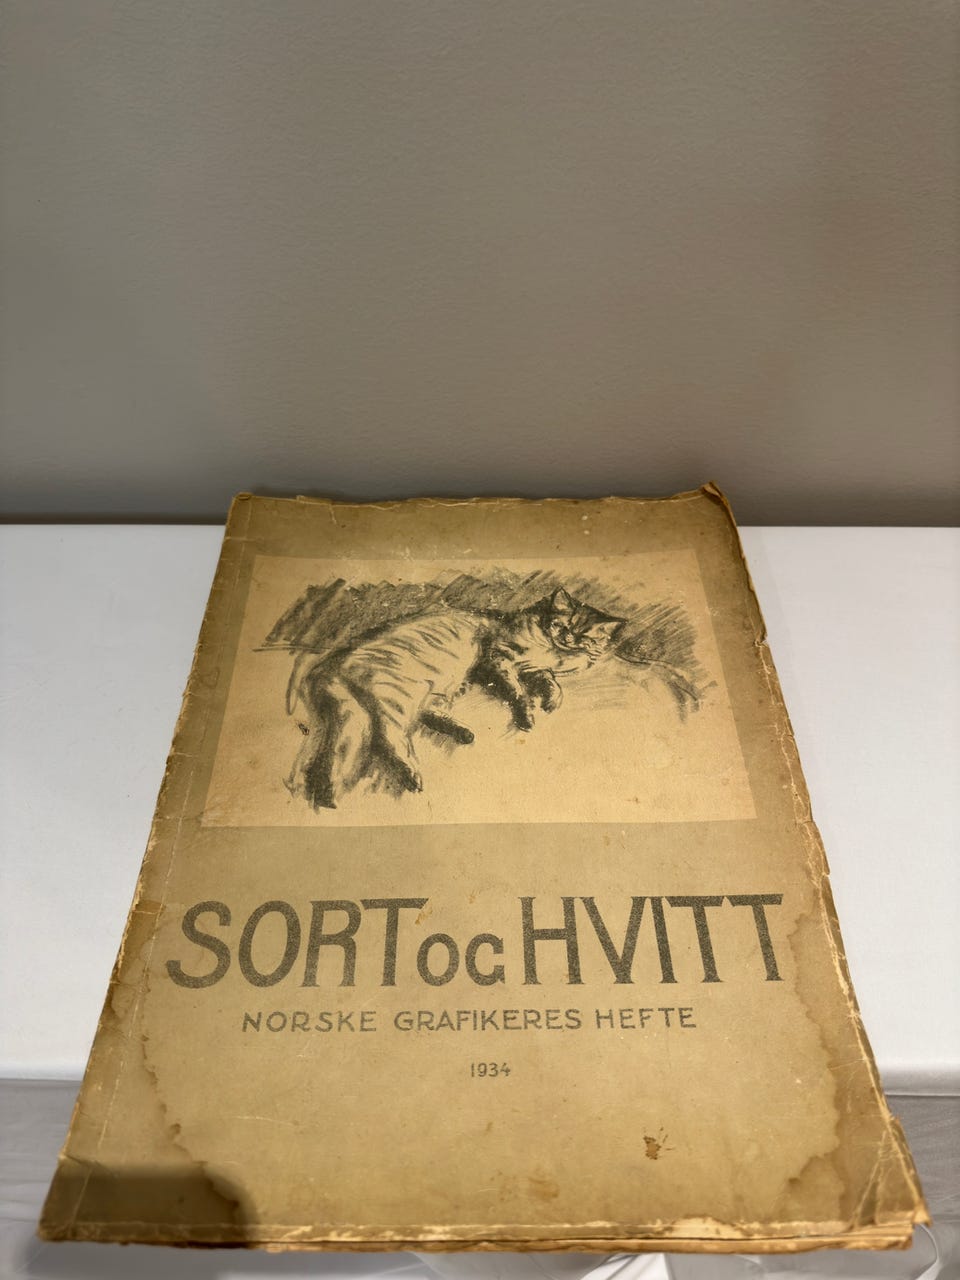 SORT OG HVITT
NORSKE GRAFIKERES HEFTE
1934